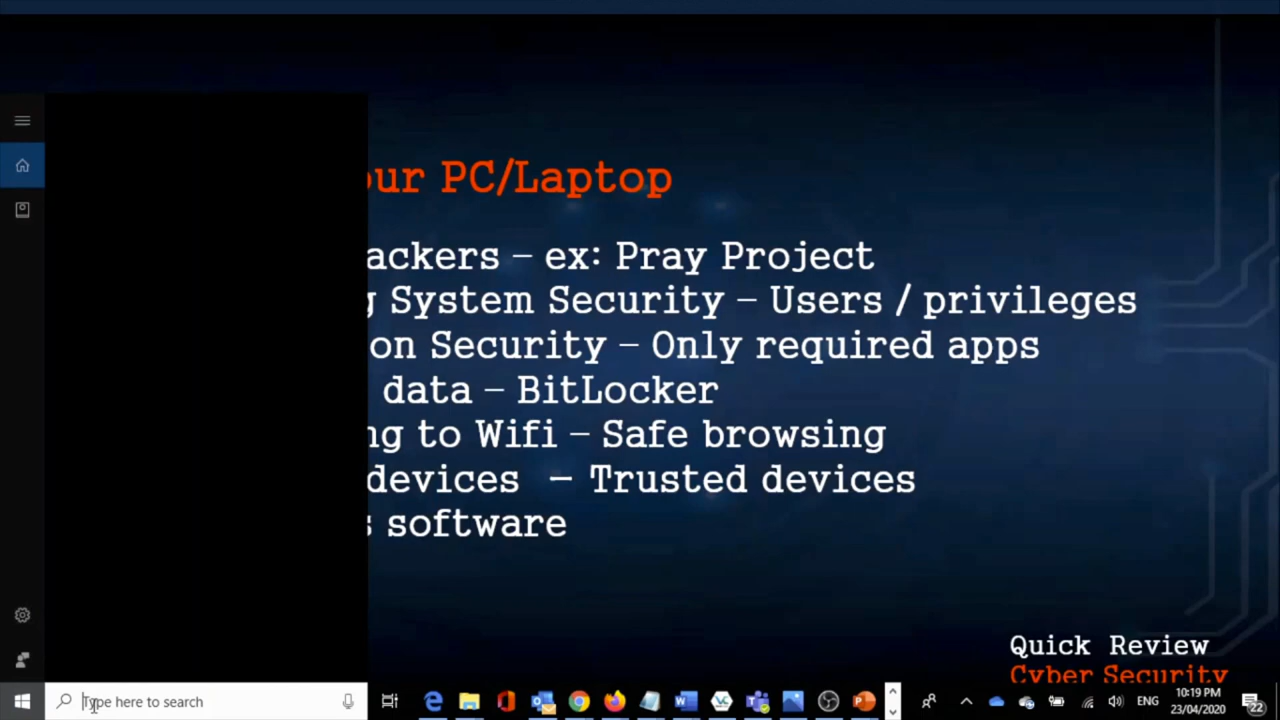 our PC/Laptop
ackers – ex: Pray Project
g System Security – Users / privileges
on Security – Only required apps
data – BitLocker
ng to Wifi – Safe browsing
devices – Trusted devices
s software
Quick Review
Cyber Security
Type here to search
ENG
10:19 PM
23/04/2020
22